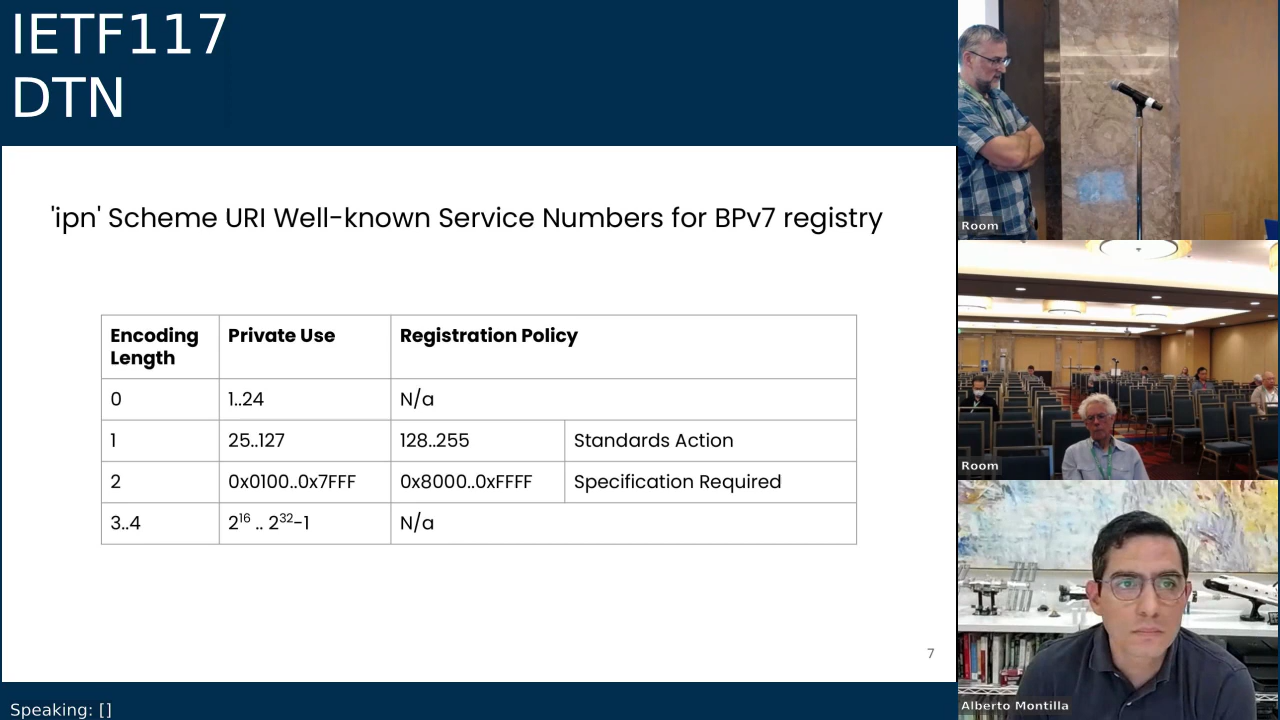 IETF117
DTN
'ipn' Scheme URI Well-known Service Numbers for BPv7 registry
Encoding Length Private Use Registration Policy
0 1..24 N/a
1 25..127 128..255 Standards Action
2 0x0100..0x7FFF 0x8000..0xFFFF Specification Required
3..4 2¹⁶ .. 2³²-1 N/a
7
Speaking: []
Room
Room
Alberto Montilla